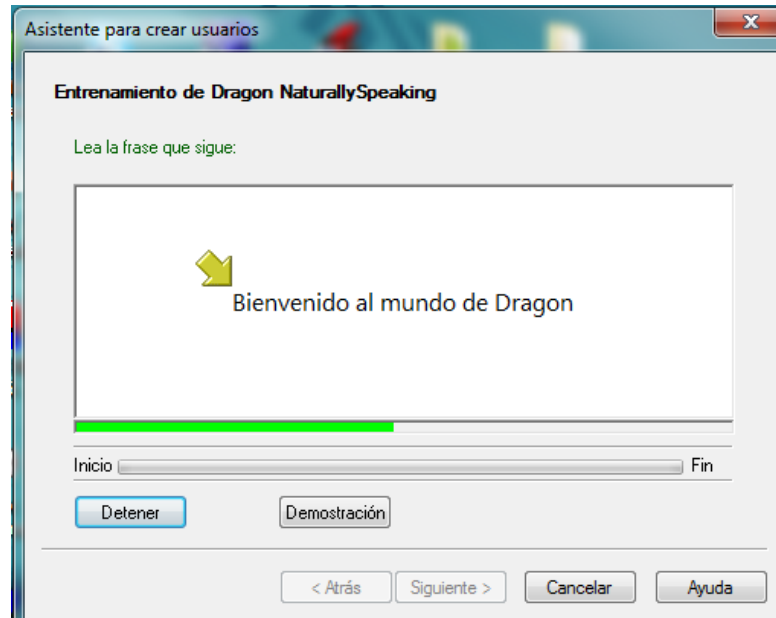 Asistente para crear usuarios
Entrenamiento de Dragon NaturallySpeaking
Lea la frase que sigue:
Bienvenido al mundo de Dragon
Inicio Fin
Detener Demostración
< Atrás Siguiente > Cancelar Ayuda